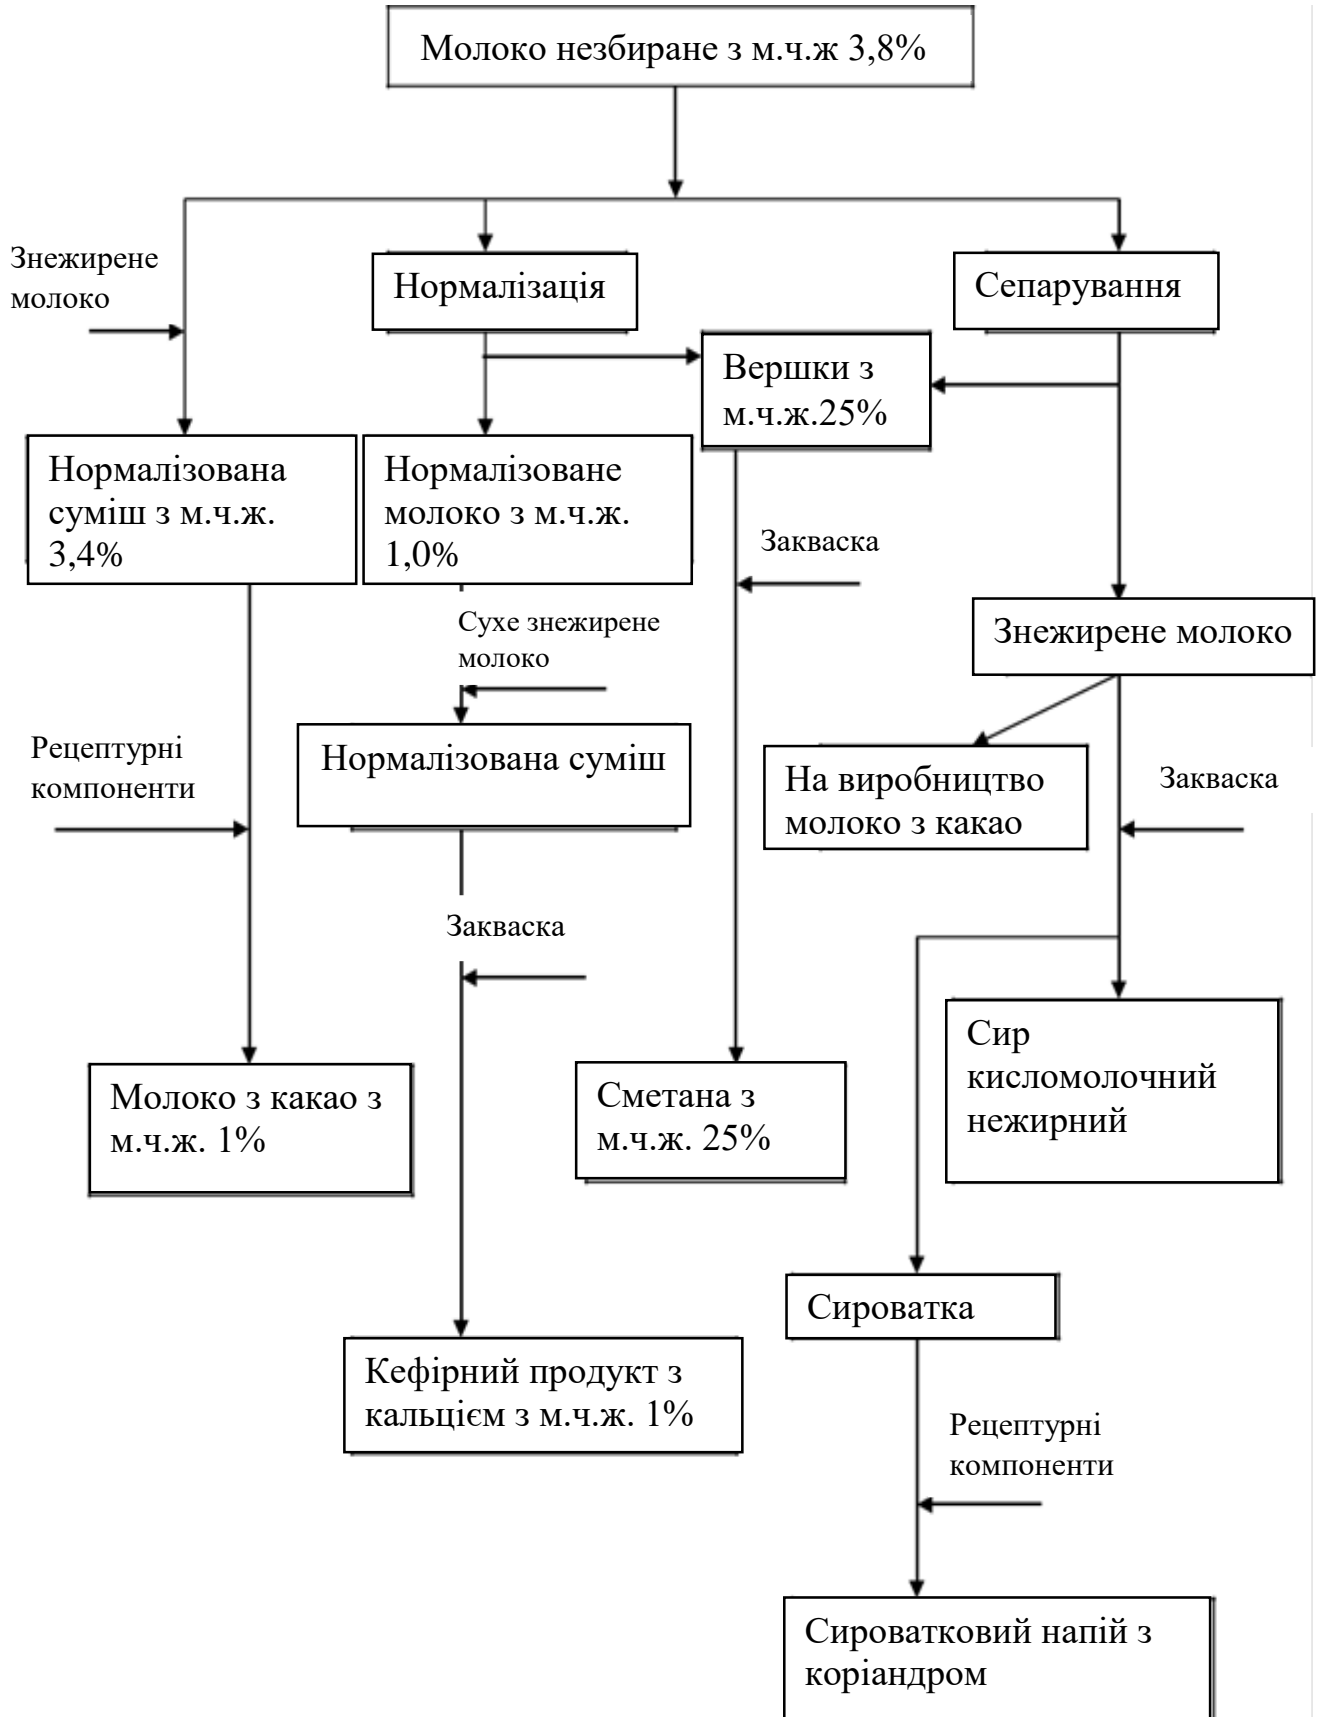 Молоко незбиране з м.ч.ж 3,8%
Знежирене
молоко
Нормалізація
Сепарування
Вершки з
м.ч.ж.25%
Нормалізована
суміш з м.ч.ж.
3,4%
Нормалізоване
молоко з м.ч.ж.
1,0%
Закваска
Сухе знежирене
молоко
Знежирене молоко
Рецептурні
компоненти
Нормалізована суміш
На виробництво
молоко з какао
Закваска
Закваска
Сир
кисломолочний
нежирний
Молоко з какао з
м.ч.ж. 1%
Сметана з
м.ч.ж. 25%
Сироватка
Кефірний продукт з
кальцієм з м.ч.ж. 1%
Рецептурні
компоненти
Сироватковий напій з
коріандром